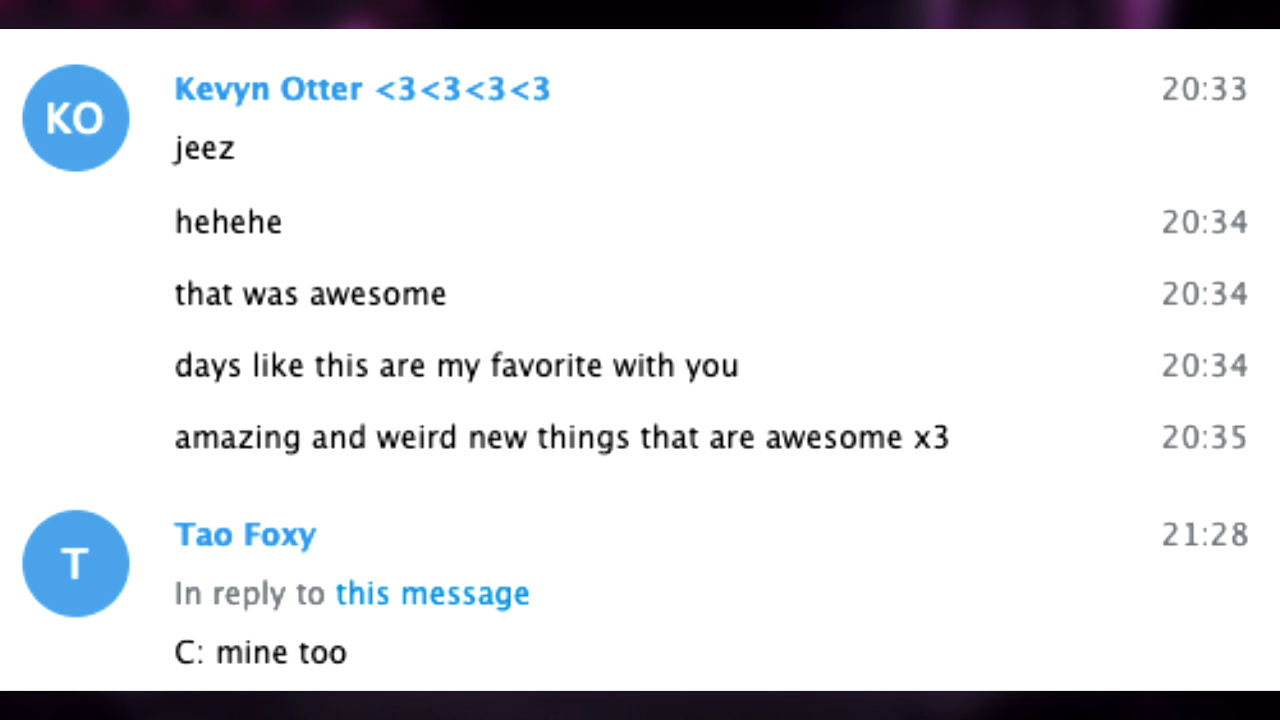 KO
Kevyn Otter <3<3<3<3 20:33
jeez
hehehe 20:34
that was awesome 20:34
days like this are my favorite with you 20:34
amazing and weird new things that are awesome x3 20:35
T
Tao Foxy 21:28
In reply to this message
C: mine too